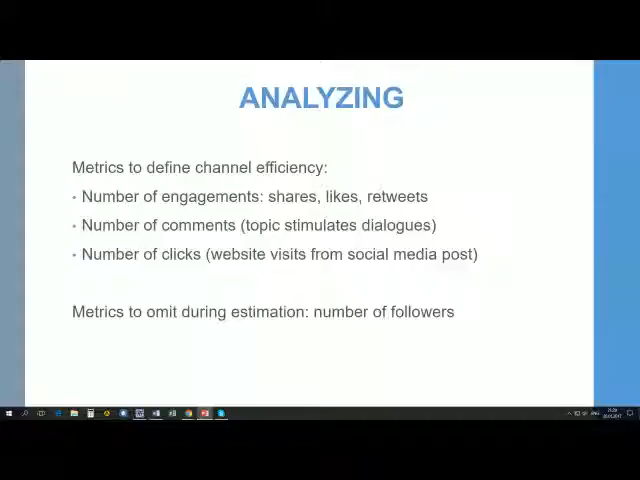 ANALYZING
Metrics to define channel efficiency:
• Number of engagements: shares, likes, retweets
• Number of comments (topic stimulates dialogues)
• Number of clicks (website visits from social media post)
Metrics to omit during estimation: number of followers